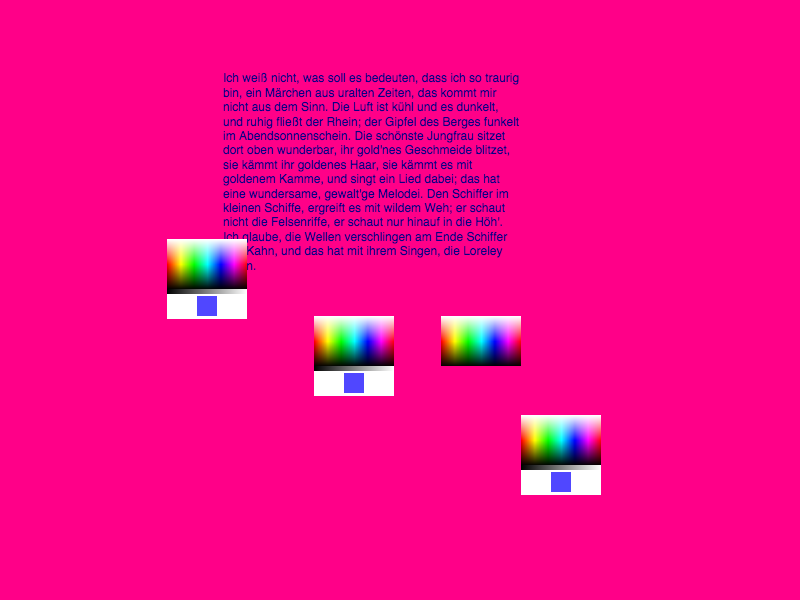 Ich weiß nicht, was soll es bedeuten, dass ich so traurig
bin, ein Märchen aus uralten Zeiten, das kommt mir
nicht aus dem Sinn. Die Luft ist kühl und es dunkelt,
und ruhig fließt der Rhein; der Gipfel des Berges funkelt
im Abendsonnenschein. Die schönste Jungfrau sitzet
dort oben wunderbar, ihr gold'nes Geschmeide blitzet,
sie kämmt ihr goldenes Haar, sie kämmt es mit
goldenem Kamme, und singt ein Lied dabei; das hat
eine wundersame, gewalt'ge Melodei. Den Schiffer im
kleinen Schiffe, ergreift es mit wildem Weh; er schaut
nicht die Felsenriffe, er schaut nur hinauf in die Höh'.
Ich glaube, die Wellen verschlingen am Ende Schiffer
Kahn, und das hat mit ihrem Singen, die Loreley